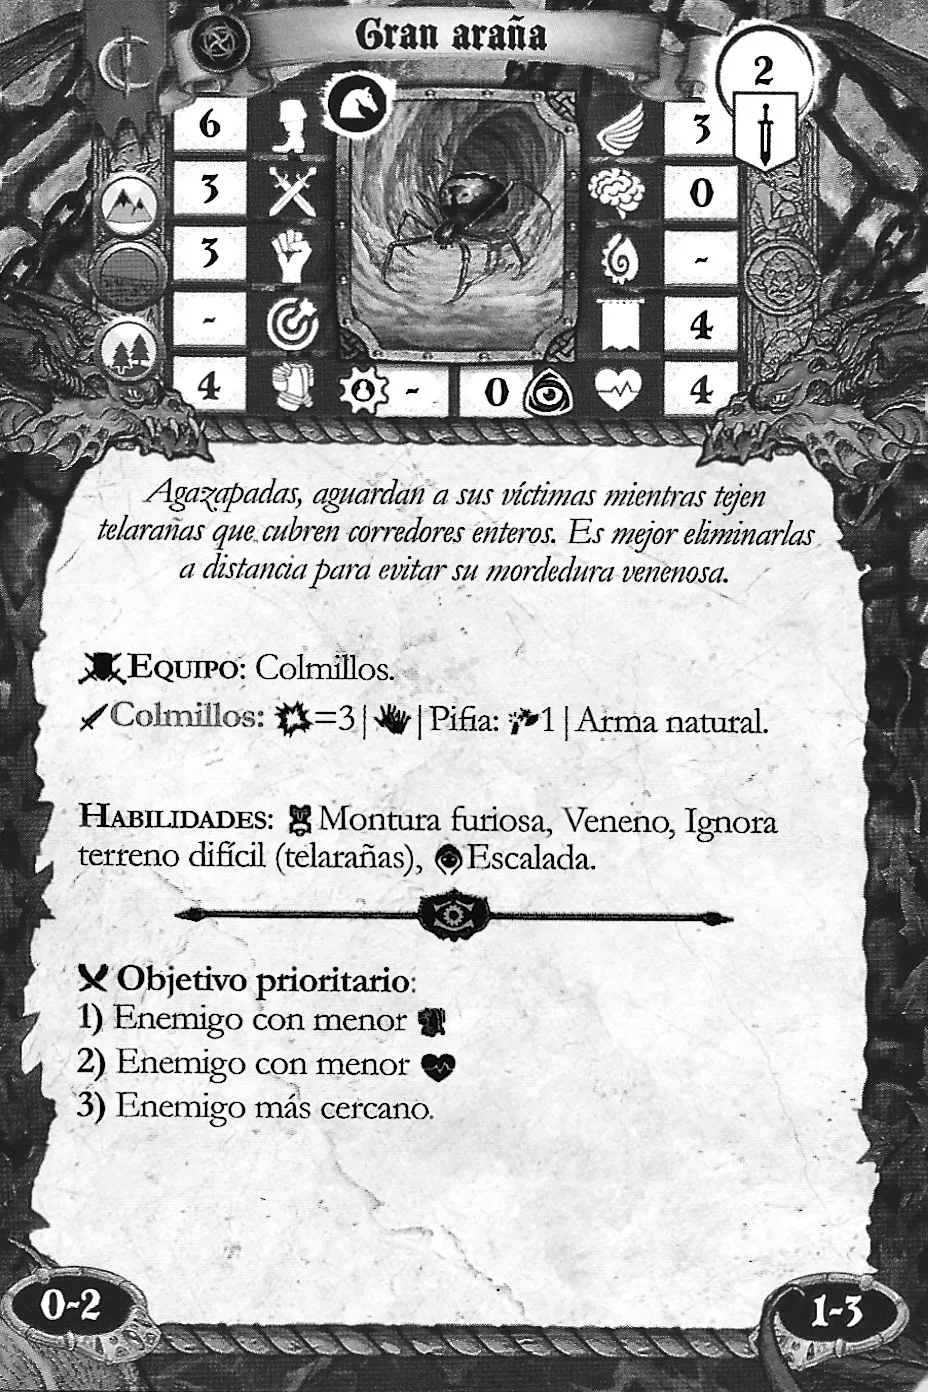 Gran araña
2
6
3
3
0
3
-
-
4
4
-
0
4
Agazapadas, aguardan a sus víctimas mientras tejen
telarañas que cubren corredores enteros. Es mejor eliminarlas
a distancia para evitar su mordedura venenosa.
EQUIPO: Colmillos.
Colmillos: =3 | | Pifia: 1 | Arma natural.
HABILIDADES: Montura furiosa, Veneno, Ignora
terreno difícil (telarañas), Escalada.
Objetivo prioritario:
1) Enemigo con menor
2) Enemigo con menor
3) Enemigo más cercano.
0-2
1-3